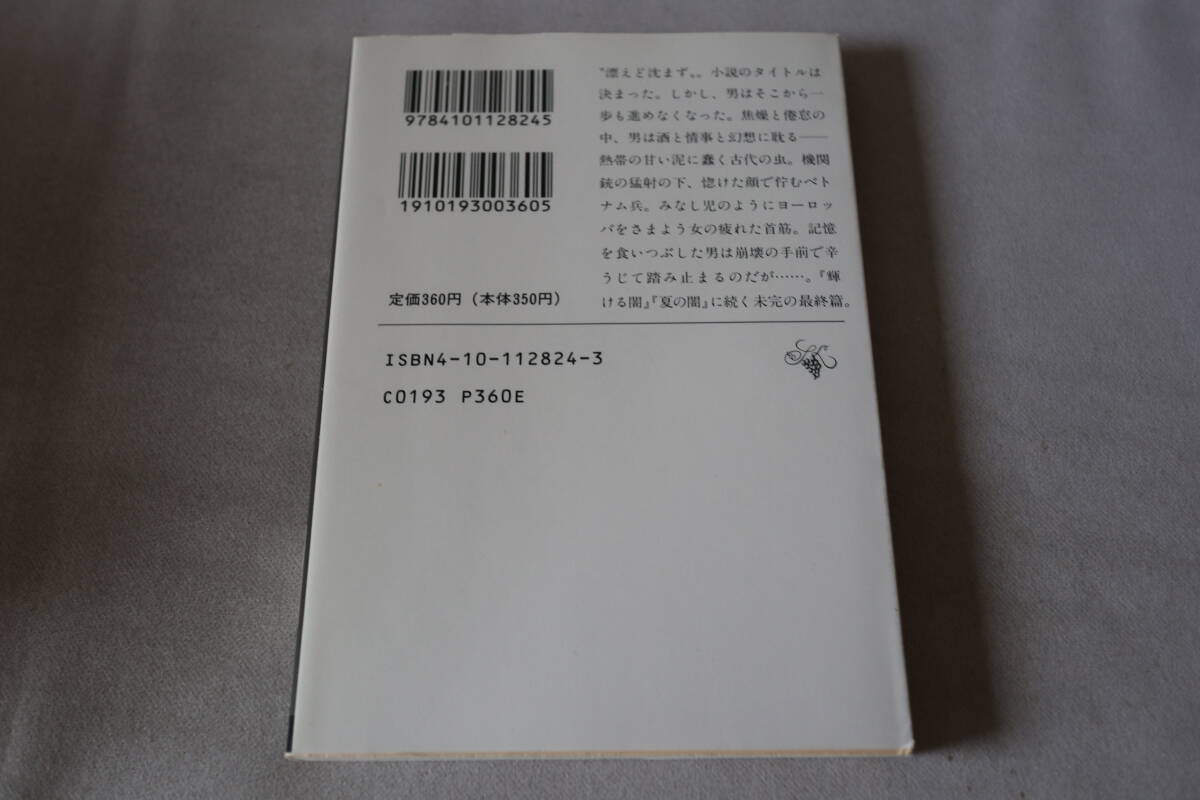 9784101128245
1910193003605
定価360円（本体350円）
"漂えど沈まず〟。小説のタイトルは
決まった。しかし、男はそこから一
歩も進めなくなった。焦燥と倦怠の
中、男は酒と情事と幻想に耽る――
熱帯の甘い泥に蠢く古代の虫。機関
銃の猛射の下、惚けた顔で佇むベト
ナム兵。みなし児のようにヨーロッ
パをさまよう女の疲れた首筋。記憶
を食いつぶした男は崩壊の手前で辛
うじて踏み止まるのだが……。『輝
ける闇』『夏の闇』に続く未完の最終篇。
ISBN4-10-112824-3
C0193 P360E